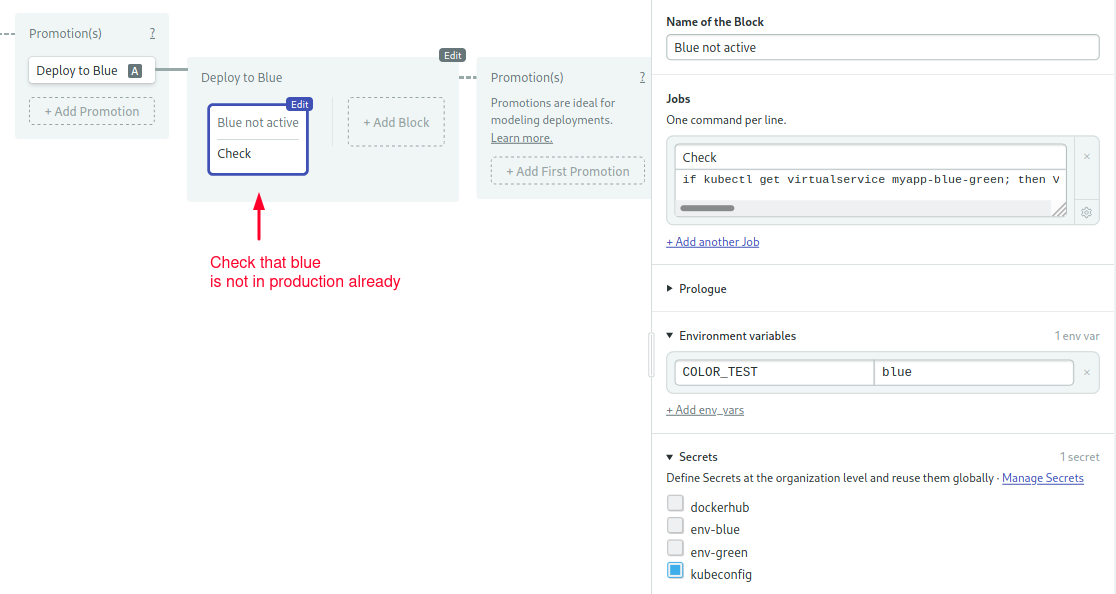 Promotion(s)
?
Deploy to Blue A
+ Add Promotion
Edit
Deploy to Blue
Edit
Blue not active
Check
+ Add Block
Promotion(s)
?
Promotions are ideal for
modeling deployments.
Learn more.
+ Add First Promotion
Check that blue
is not in production already
Name of the Block
Blue not active
Jobs
One command per line.
Check
×
if kubectl get virtualservice myapp-blue-green; then V
+ Add another Job
Prologue
Environment variables
1 env var
COLOR_TEST
blue
×
+ Add env_vars
Secrets
1 secret
Define Secrets at the organization level and reuse them globally · Manage Secrets
dockerhub
env-blue
env-green
kubeconfig